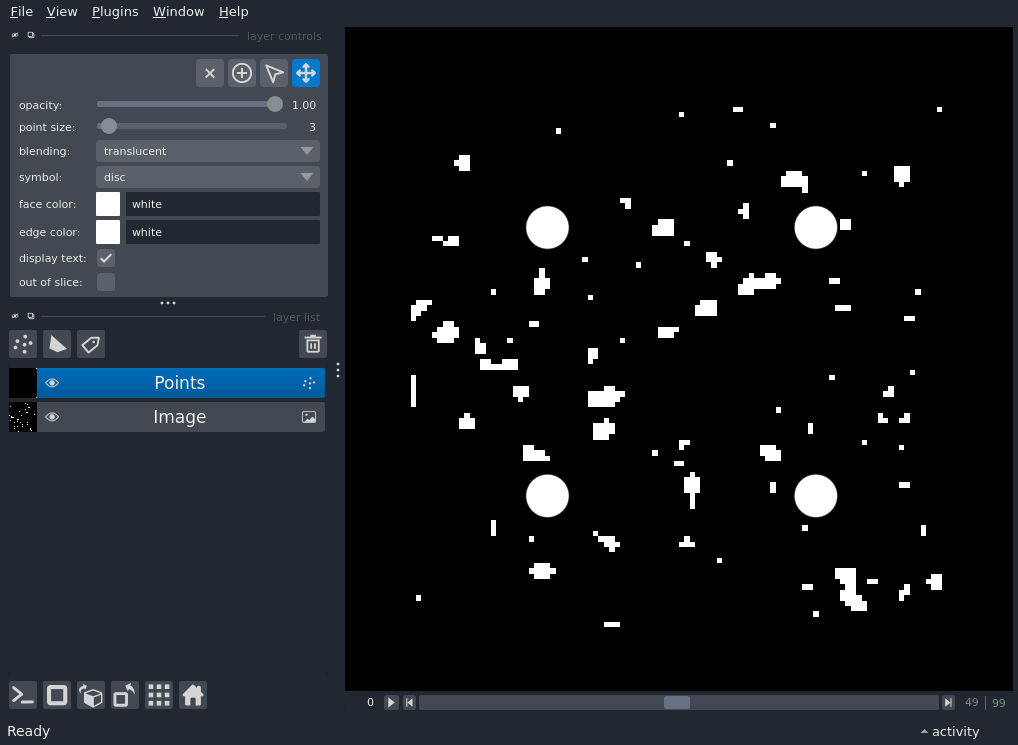 File View Plugins Window Help
layer controls
opacity: 1.00
point size: 3
blending: translucent
symbol: disc
face color: white
edge color: white
display text:
out of slice:
layer list
Points
Image
0 49 | 99
Ready activity